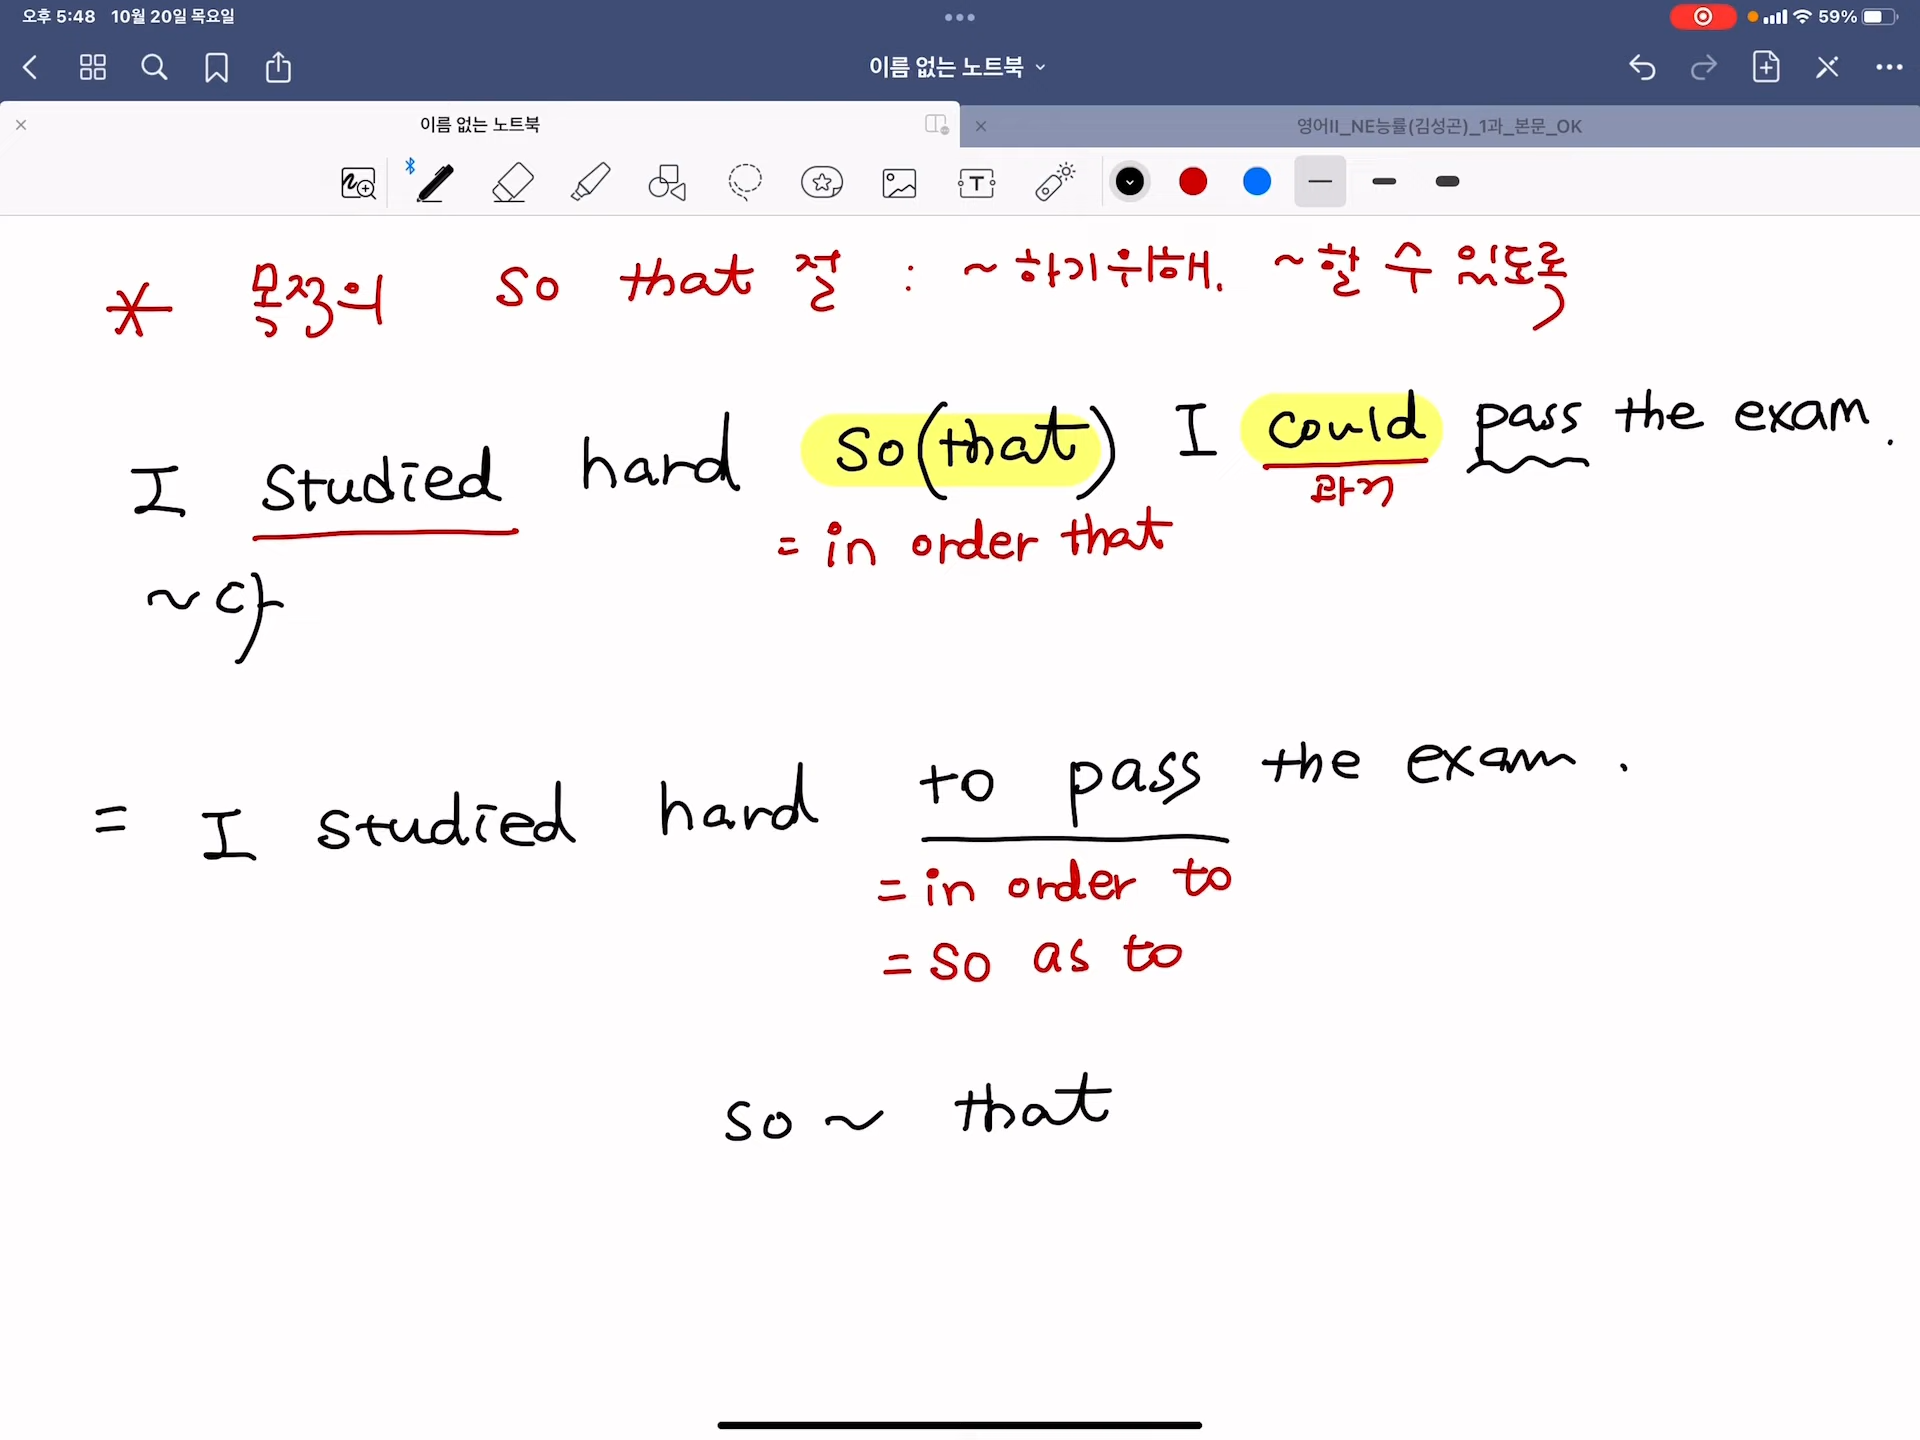 오후 5:48 10월 20일 목요일
59%
이름 없는 노트북
이름 없는 노트북
영어II_NE능률(김성곤)_1과_본문_OK
* 목적의 so that 절 : ~하기위해. ~할 수 있도록
I studied hard so(that) I could pass the exam.
과거
= in order that
~다
= I studied hard to pass the exam.
= in order to
= so as to
so ~ that